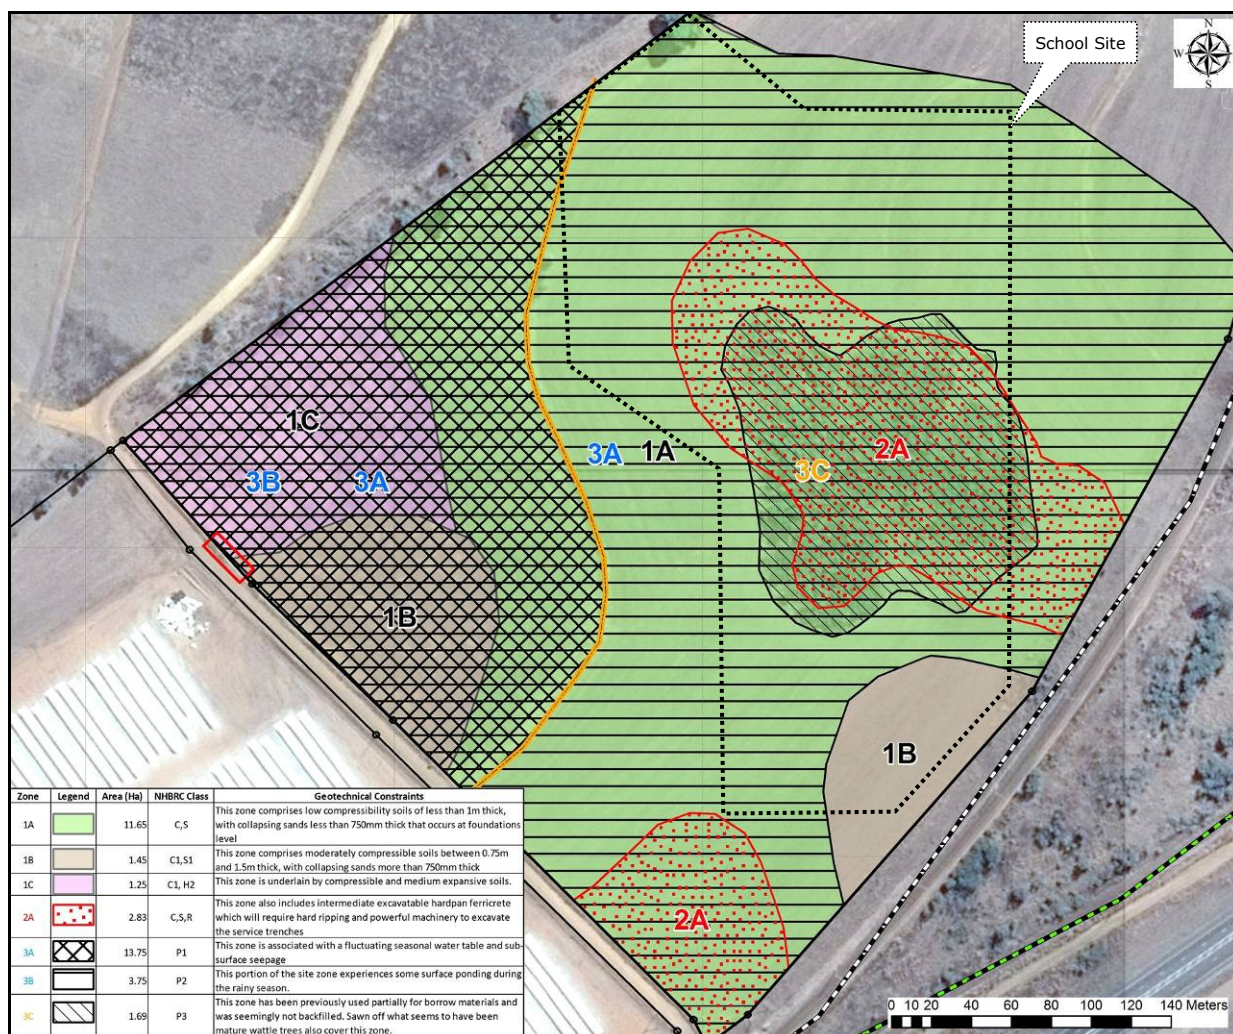 School Site
N
W
E
S
1C
3B
3A
3A
1A
3C
2A
1B
1B
2A
Zone Legend Area (Ha) NHBRC Class Geotechnical Constraints
1A 11.65 C,S This zone comprises low compressibility soils of less than 1m thick,
with collapsing sands less than 750mm thick that occurs at foundations
level
1B 1.45 C1,S1 This zone comprises moderately compressible soils between 0.75m
and 1.5m thick, with collapsing sands more than 750mm thick
1C 1.25 C1, H2 This zone is underlain by compressible and medium expansive soils.
2A 2.83 C,S,R This zone also includes intermediate excavatable hardpan ferricrete
which will require hard ripping and powerful machinery to excavate
the service trenches
3A 13.75 P1 This zone is associated with a fluctuating seasonal water table and sub-
surface seepage
3B 3.75 P2 This portion of the site zone experiences some surface ponding during
the rainy season.
3C 1.69 P3 This zone has been previously used partially for borrow materials and
was seemingly not backfilled. Sawn off what seems to have been
mature wattle trees also cover this zone.
0 10 20 40 60 80 100 120 140 Meters